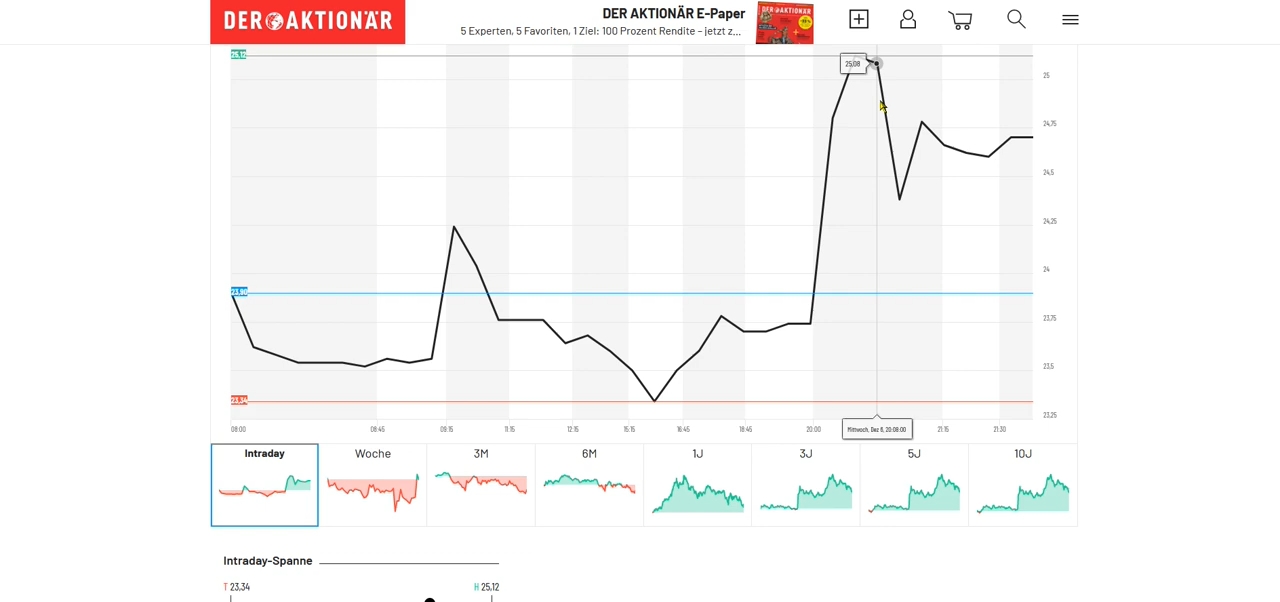 DER AKTIONÄR
DER AKTIONÄR E-Paper
5 Experten, 5 Favoriten, 1 Ziel: 100 Prozent Rendite – jetzt z...
DER AKTIONÄR
25,12
25,08
25
24,75
24,5
24,25
24
23,80
23,75
23,5
23,34
23,25
08:00
08:45
09:15
11:15
12:15
15:15
16:45
18:45
20:00
Mittwoch, Dez 6, 20:08:00
21:15
21:30
Intraday
Woche
3M
6M
1J
3J
5J
10J
Intraday-Spanne
T 23,34
H 25,12